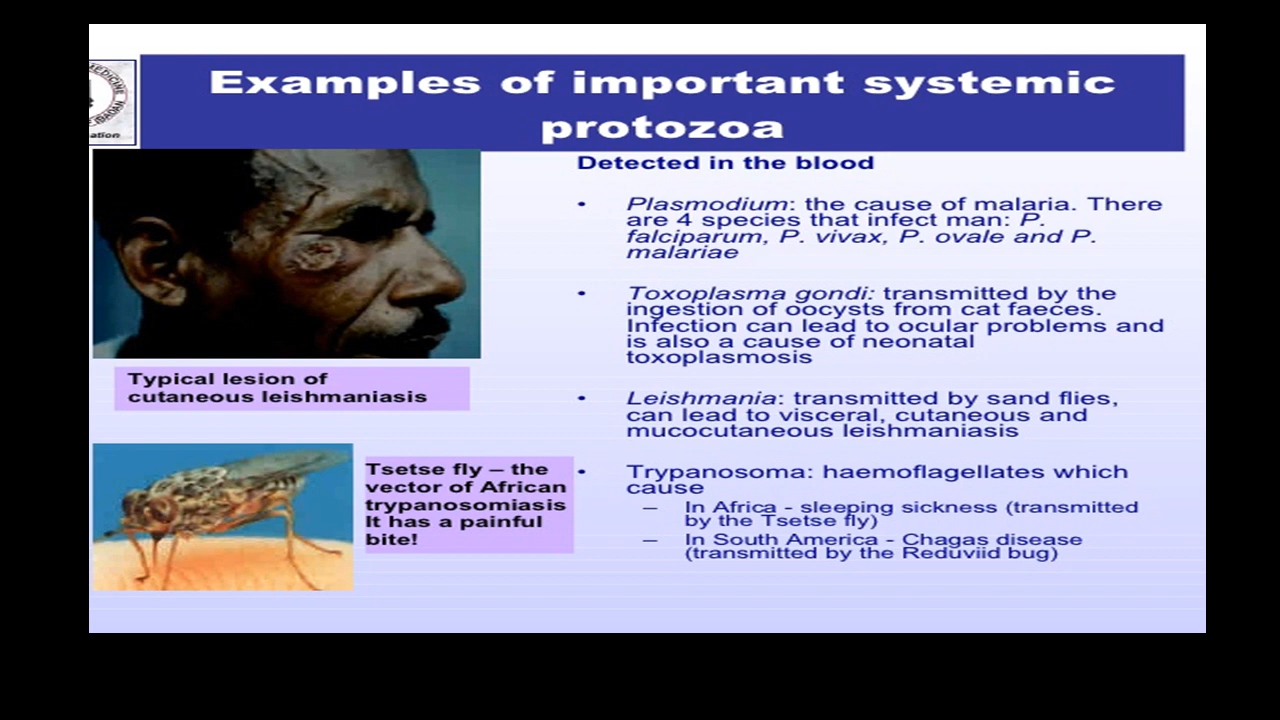 Examples of important systemic
protozoa
EDICINE
IBADAN
ation
Detected in the blood
• Plasmodium: the cause of malaria. There
are 4 species that infect man: P.
falciparum, P. vivax, P. ovale and P.
malariae
• Toxoplasma gondi: transmitted by the
ingestion of oocysts from cat faeces.
Infection can lead to ocular problems and
is also a cause of neonatal
toxoplasmosis
• Leishmania: transmitted by sand flies,
can lead to visceral, cutaneous and
mucocutaneous leishmaniasis
• Trypanosoma: haemoflagellates which
cause
– In Africa - sleeping sickness (transmitted
by the Tsetse fly)
– In South America - Chagas disease
(transmitted by the Reduviid bug)
Typical lesion of
cutaneous leishmaniasis
Tsetse fly – the
vector of African
trypanosomiasis
It has a painful
bite!